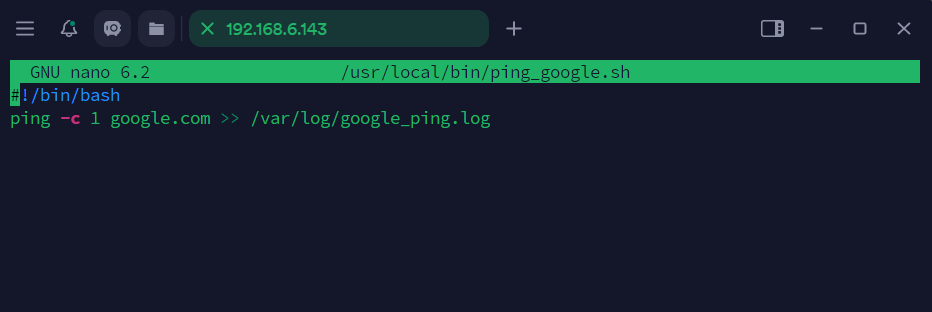 192.168.6.143
GNU nano 6.2 /usr/local/bin/ping_google.sh
#!/bin/bash
ping -c 1 google.com >> /var/log/google_ping.log